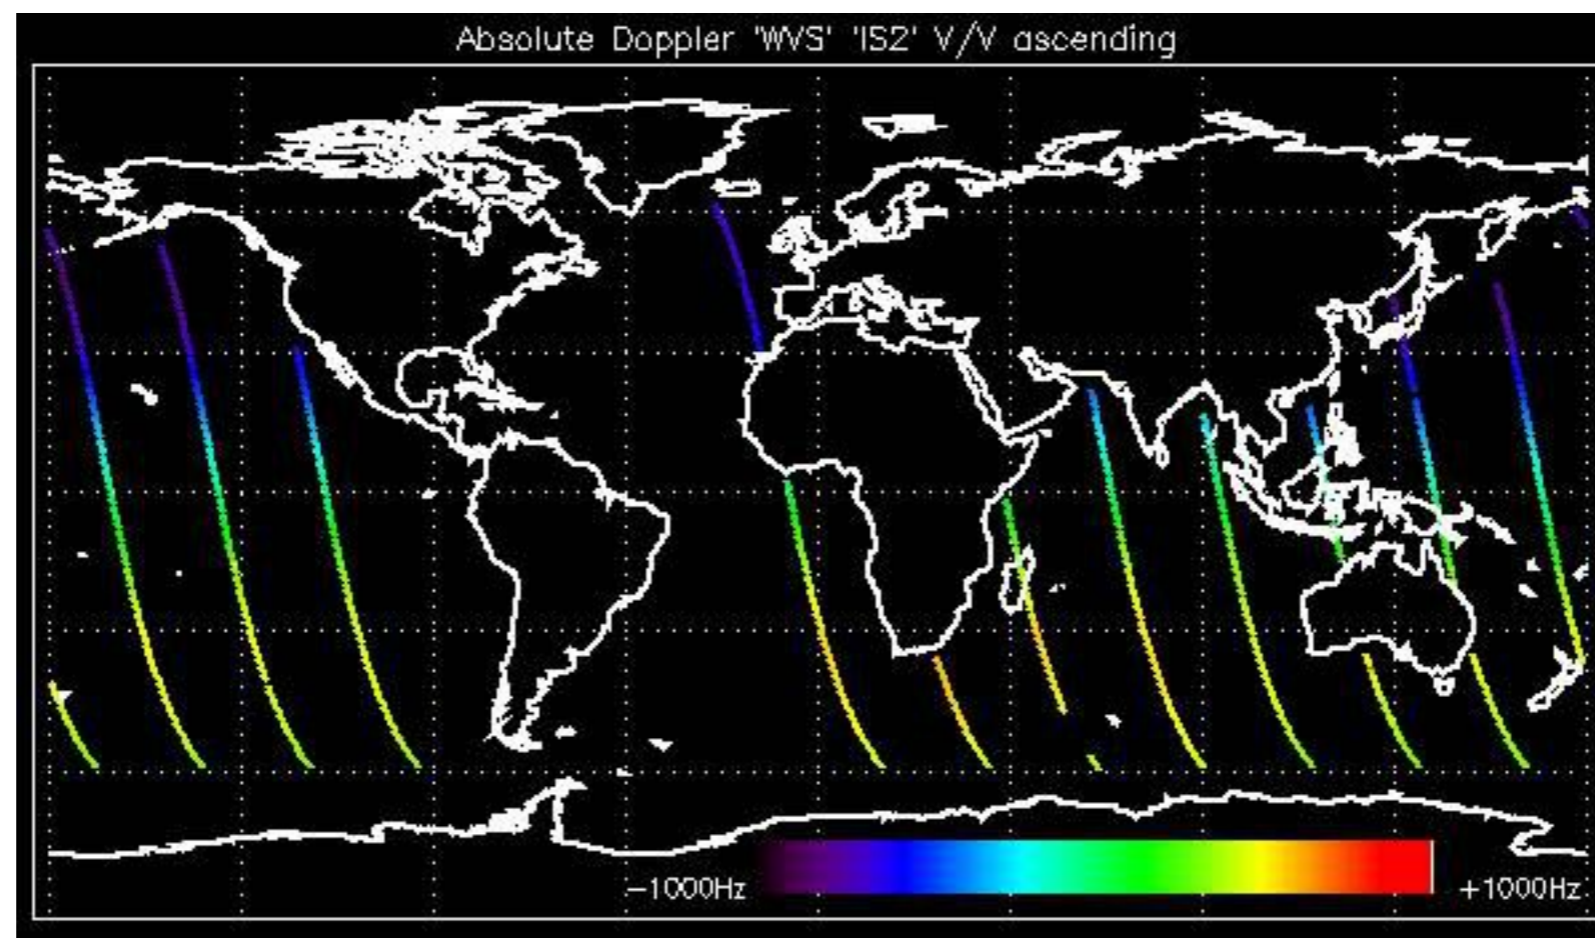 Absolute Doppler 'WVS' 'IS2' V/V ascending
−1000Hz
+1000Hz